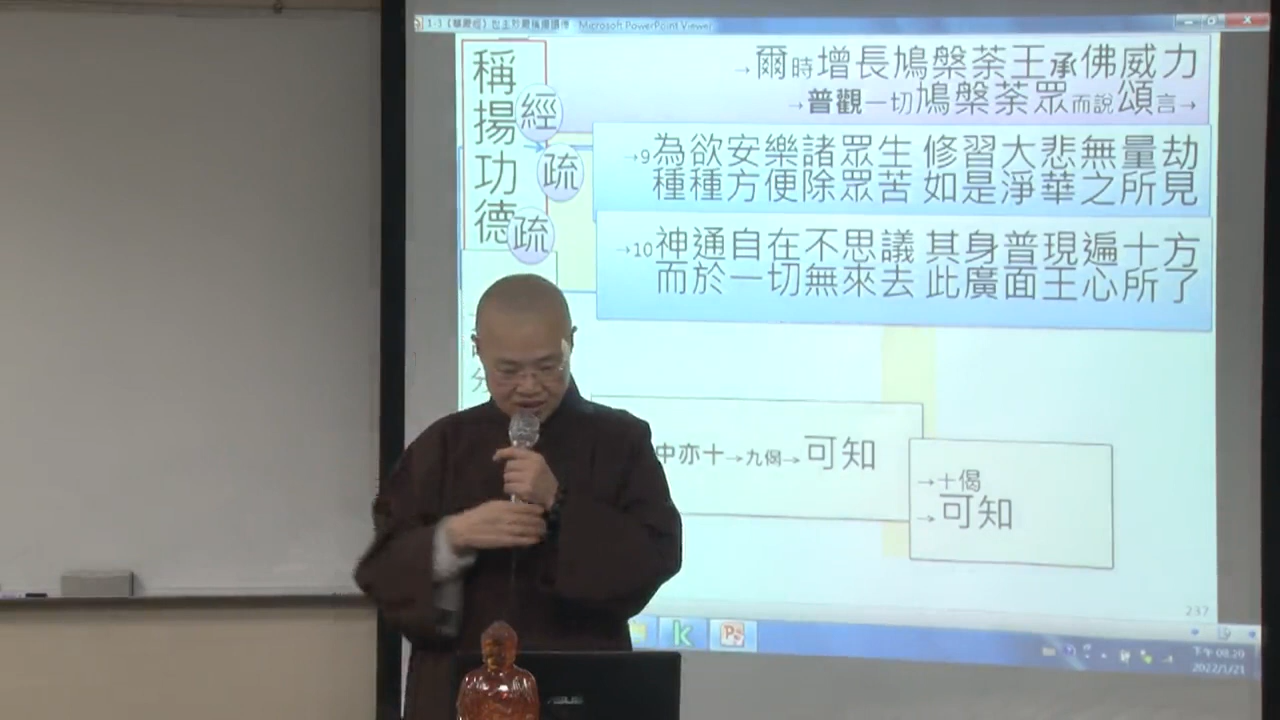 1-1《華嚴經》世主妙嚴 Microsoft PowerPoint Viewer
稱揚功德
經
疏
疏
→爾時增長鳩槃荼王承佛威力
→普觀一切鳩槃荼眾而說頌言→
→9為欲安樂諸眾生 修習大悲無量劫
種種方便除眾苦 如是淨華之所見
→10神通自在不思議 其身普現遍十方
而於一切無來去 此廣面王心所了
中亦十→九偈→可知
→十偈
→可知
237
下午 08:29
2022/1/21
ASUS